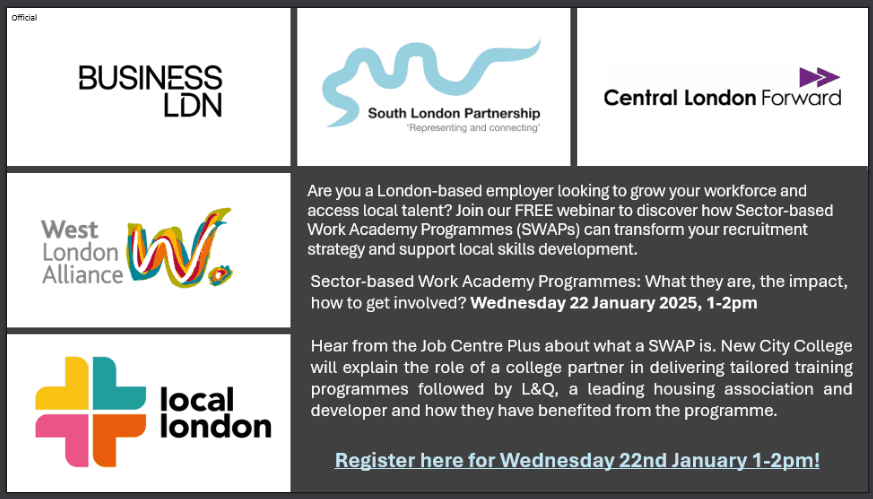 Official
BUSINESS
LDN
South London Partnership
'Representing and connecting'
Central London Forward
West
London
Alliance
Are you a London-based employer looking to grow your workforce and
access local talent? Join our FREE webinar to discover how Sector-based
Work Academy Programmes (SWAPs) can transform your recruitment
strategy and support local skills development.
Sector-based Work Academy Programmes: What they are, the impact,
how to get involved? Wednesday 22 January 2025, 1-2pm
local
london
Hear from the Job Centre Plus about what a SWAP is. New City College
will explain the role of a college partner in delivering tailored training
programmes followed by L&Q, a leading housing association and
developer and how they have benefited from the programme.
Register here for Wednesday 22nd January 1-2pm!